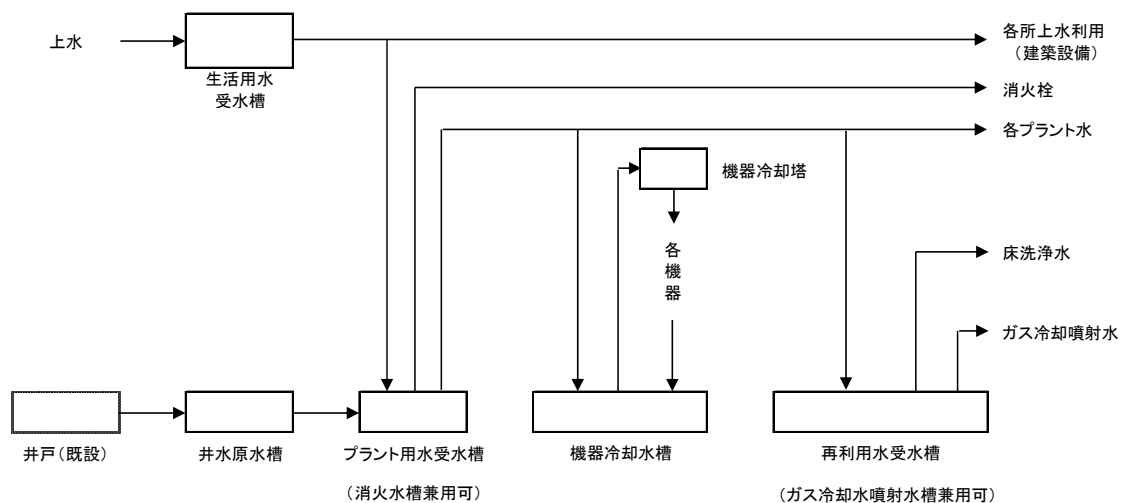 上水
生活用水
受水槽
各所上水利用
（建築設備）
消火栓
各プラント水
機器冷却塔
各機器
床洗浄水
ガス冷却噴射水
井戸（既設）
井水原水槽
プラント用水受水槽
（消火水槽兼用可）
機器冷却水槽
再利用水受水槽
（ガス冷却水噴射水槽兼用可）